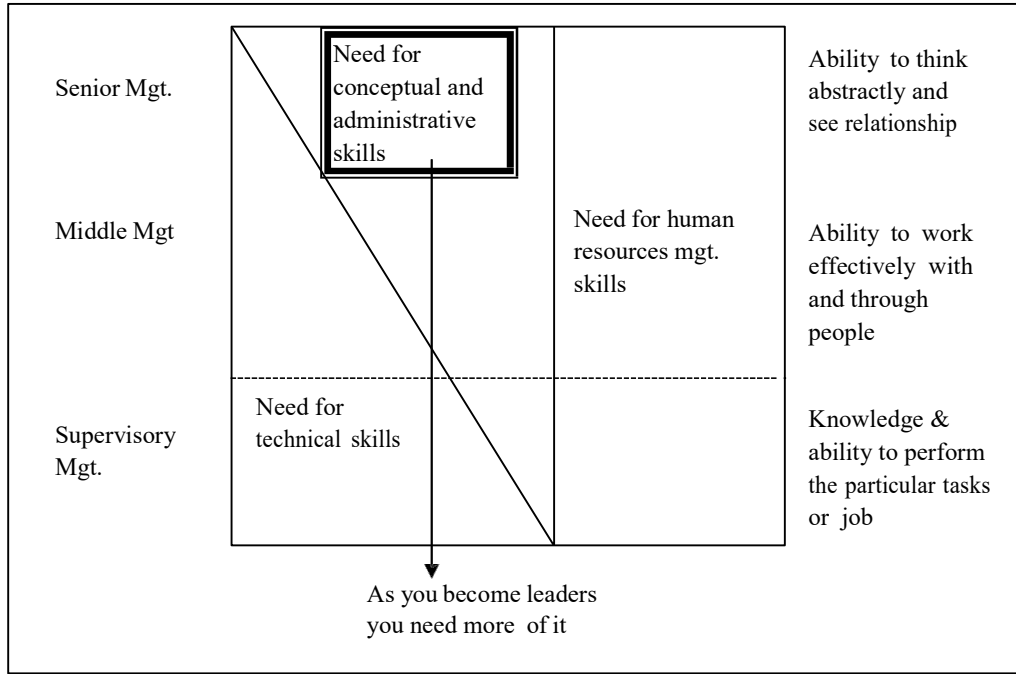 Senior Mgt.
Need for
conceptual and
administrative
skills
Ability to think
abstractly and
see relationship
Middle Mgt
Need for human
resources mgt.
skills
Ability to work
effectively with
and through
people
Supervisory
Mgt.
Need for
technical skills
Knowledge &
ability to perform
the particular tasks
or job
As you become leaders
you need more of it